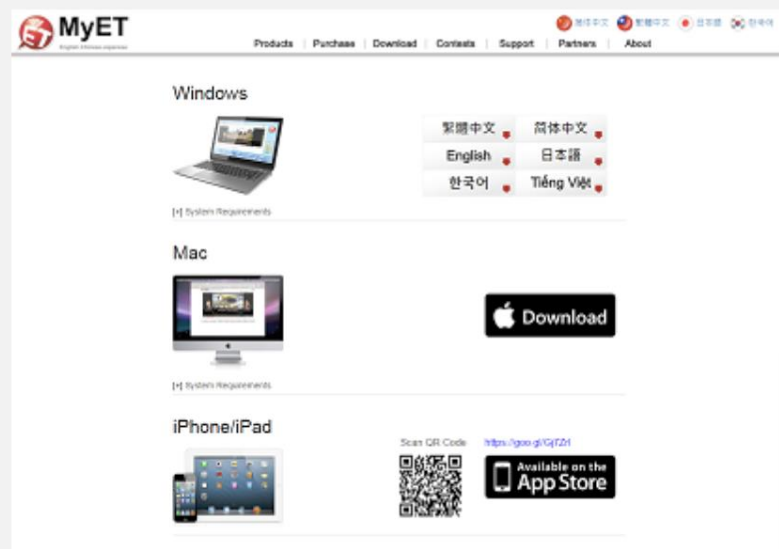 MyET
简体中文 繁體中文 日本語 한국어
Products | Purchase | Download | Contests | Support | Partners | About
Windows
繁體中文 简体中文
English 日本語
한국어 Tiếng Việt
[+] System Requirements
Mac
Download
[+] System Requirements
iPhone/iPad
Scan QR Code
Available on the
App Store